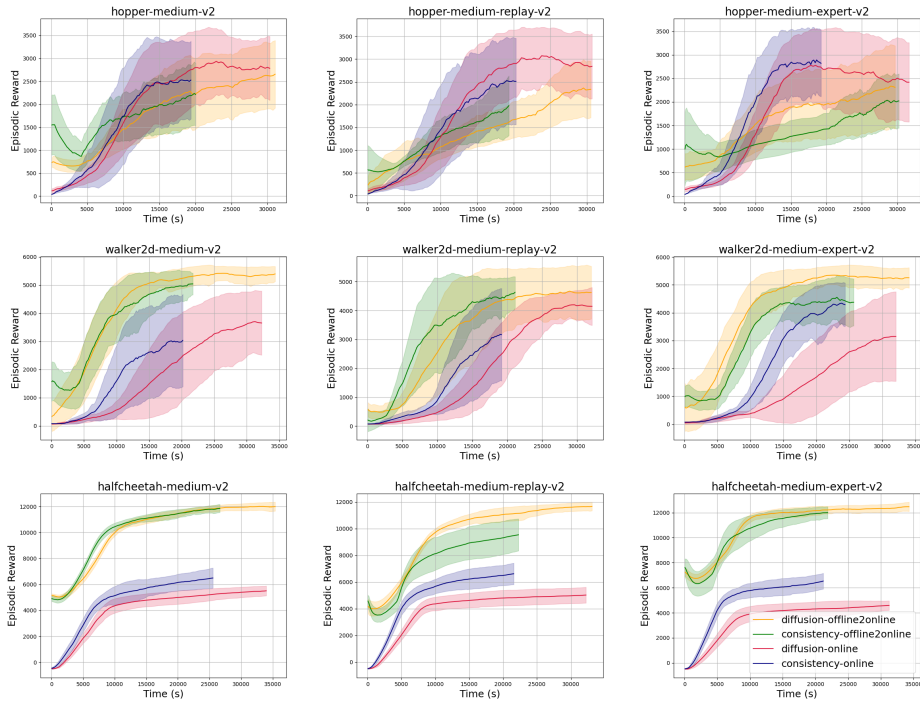 hopper-medium-v2
Episodic Reward
3500
3000
2500
2000
1500
1000
500
0
0 5000 10000 15000 20000 25000 30000
Time (s)
hopper-medium-replay-v2
Episodic Reward
3500
3000
2500
2000
1500
1000
500
0
0 5000 10000 15000 20000 25000 30000
Time (s)
hopper-medium-expert-v2
Episodic Reward
3500
3000
2500
2000
1500
1000
500
0
0 5000 10000 15000 20000 25000 30000
Time (s)
walker2d-medium-v2
Episodic Reward
6000
5000
4000
3000
2000
1000
0
0 5000 10000 15000 20000 25000 30000 35000
Time (s)
walker2d-medium-replay-v2
Episodic Reward
5000
4000
3000
2000
1000
0
0 5000 10000 15000 20000 25000 30000
Time (s)
walker2d-medium-expert-v2
Episodic Reward
6000
5000
4000
3000
2000
1000
0
0 5000 10000 15000 20000 25000 30000 35000
Time (s)
halfcheetah-medium-v2
Episodic Reward
12000
10000
8000
6000
4000
2000
0
0 5000 10000 15000 20000 25000 30000 35000
Time (s)
halfcheetah-medium-replay-v2
Episodic Reward
12000
10000
8000
6000
4000
2000
0
0 5000 10000 15000 20000 25000 30000
Time (s)
halfcheetah-medium-expert-v2
Episodic Reward
12000
10000
8000
6000
4000
2000
0
0 5000 10000 15000 20000 25000 30000 35000
Time (s)
diffusion-offline2online
consistency-offline2online
diffusion-online
consistency-online